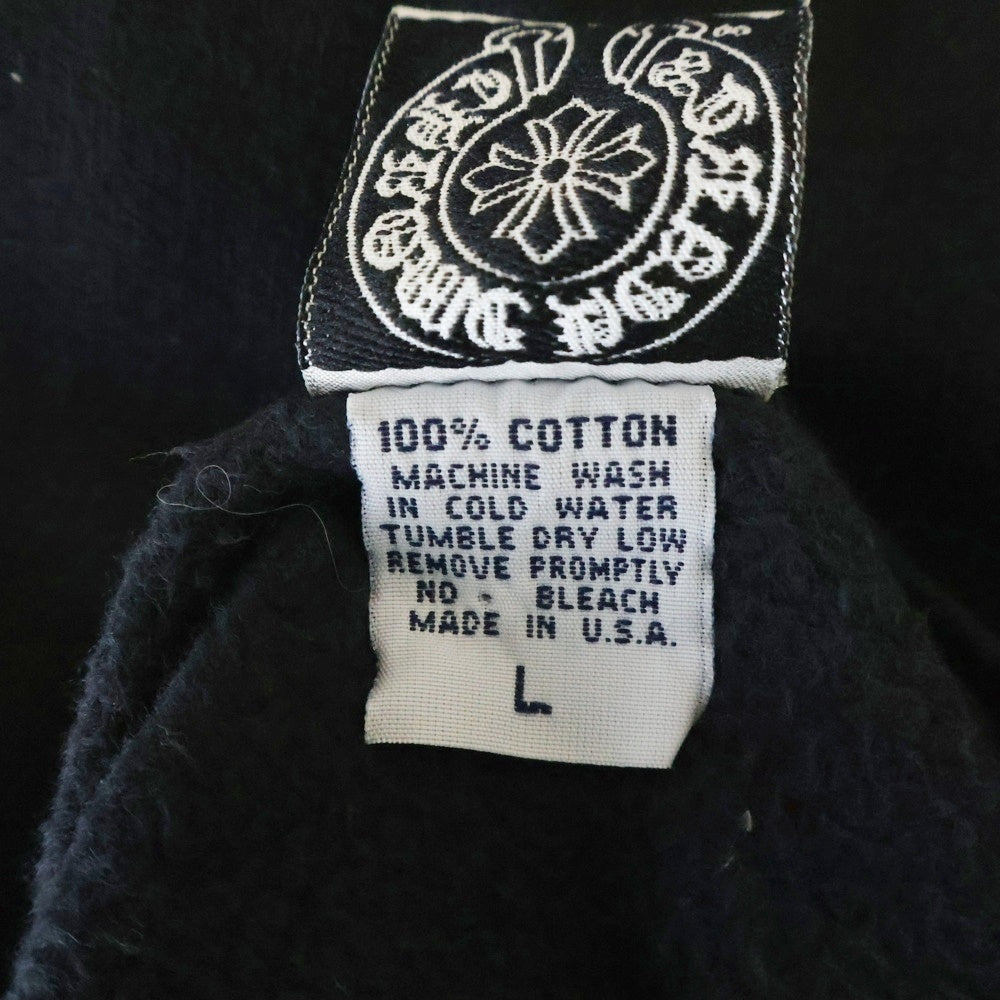 100% COTTON
MACHINE WASH
IN COLD WATER
TUMBLE DRY LOW
REMOVE PROMPTLY
NO BLEACH
MADE IN U.S.A.
L